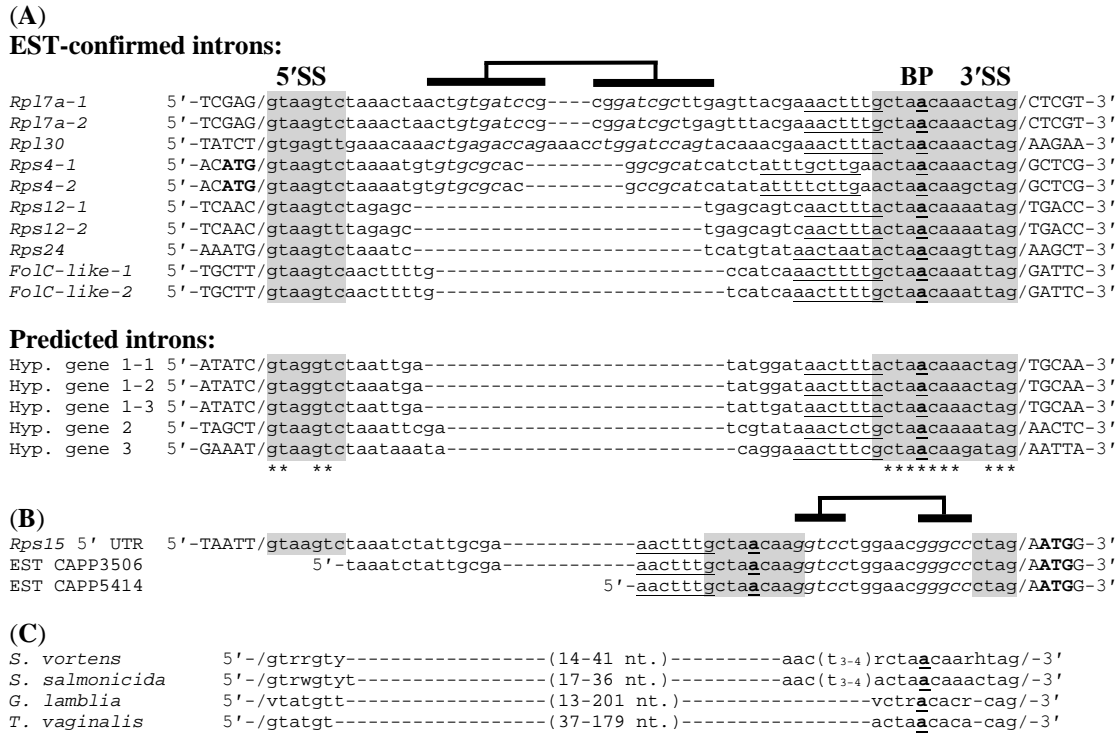 (A)
EST-confirmed introns:
5′SS BP 3′SS
Rpl7a-1 5′-TCGAG/gtaagtctaaactaactgtgatccg----cggatcgcttgagttacgaaactttgctaacaaactag/CTCGT-3′
Rpl7a-2 5′-TCGAG/gtaagtctaaactaactgtgatccg----cggatcgctgagtttacgaaactttgctaacaaactag/CTCGT-3′
Rpl30 5′-TATCT/gtgagttgaaacaaactgagaccagaaacctggatccagtacaaacgaaactttactaacaaactag/AAGAA-3′
Rps4-1 5′-ACATG/gtaagtctaaaatgtgtgcgcac---------ggcgcatctatatttgcttgagctaacaaactag/GCTCG-3′
Rps4-2 5′-ACATG/gtaagtctaaaatgtgtgcgcac---------gccgcatcatatattttcttgaactaacaagctag/GCTCG-3′
Rps12-1 5′-TCAAC/gtaagtctagagc--------------------------tgagcagtcaactttactaacaaaatag/TGACC-3′
Rps12-2 5′-TCAAC/gtaagtttagagc--------------------------tgagcagtcaactttactaacaaaatag/TGACC-3′
Rps24 5′-AAATG/gtaagtctaaatc--------------------------tcatgtataactaatactaacaagttag/AAGCT-3′
FolC-like-1 5′-TGCTT/gtaagtcaacttttg--------------------------ccatcaaacttttgctaacaaattag/GATTC-3′
FolC-like-2 5′-TGCTT/gtaagtcaacttttg--------------------------tcatcaaacttttgctaacaaattag/GATTC-3′
Predicted introns:
Hyp. gene 1-1 5′-ATATC/gtaggtctaattga---------------------------tatggataactttactaacaaactag/TGCAA-3′
Hyp. gene 1-2 5′-ATATC/gtaggtctaaatga---------------------------tatggataactttactaacaaactag/TGCAA-3′
Hyp. gene 1-3 5′-ATATC/gtaggtctaattga---------------------------tattgataactttactaacaaactag/TGCAA-3′
Hyp. gene 2 5′-TAGCT/gtaagtctaaattcga-------------------------tcgtataaactctgctaacaaaatag/AACTC-3′
Hyp. gene 3 5′-GAAAT/gtaagtctaataaata--------------------------caggaaactttcgctaacaagatag/AATTA-3′
** ** ******* ***
(B)
Rps15 5′ UTR 5′-TAATT/gtaagtctaaatctattgcga------------aactttgctaacaaggtcctggaacgggccctag/AATGG-3′
EST CAPP3506 5′-taaatctattgcga------------aactttgctaacaaggtcctggaacgggccctag/AATGG-3′
EST CAPP5414 5′-aactttgctaacaaggtcctggaacgggccctag/AATGG-3′
(C)
S. vortens 5′-/gtrrgty------------------(14-41 nt.)----------aac(t3-4)rctaacaarhtag/-3′
S. salmonicida 5′-/gtrwgtyt-----------------(17-36 nt.)----------aac(t3-4)actaacaaactag/-3′
G. lamblia 5′-/vtatgtt------------------(13-201 nt.)-----------------vctracacr-cag/-3′
T. vaginalis 5′-/gtatgt-------------------(37-179 nt.)-----------------actaacaca-cag/-3′